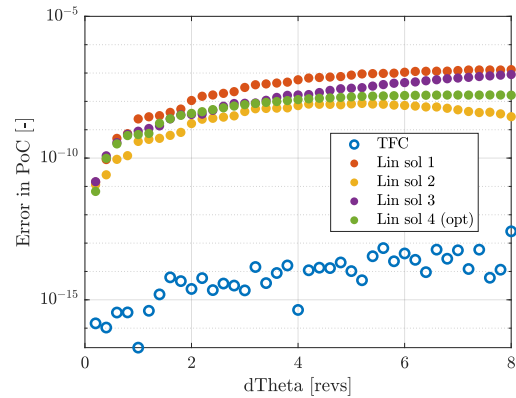 10^{-5}
10^{-10}
10^{-15}
Error in PoC [-]
TFC
Lin sol 1
Lin sol 2
Lin sol 3
Lin sol 4 (opt)
0 2 4 6 8
dTheta [revs]